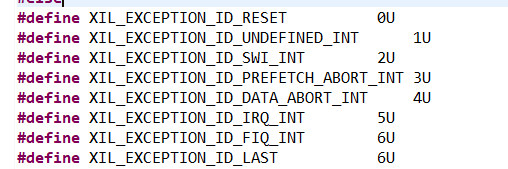 #else
#define XIL_EXCEPTION_ID_RESET 0U
#define XIL_EXCEPTION_ID_UNDEFINED_INT 1U
#define XIL_EXCEPTION_ID_SWI_INT 2U
#define XIL_EXCEPTION_ID_PREFETCH_ABORT_INT 3U
#define XIL_EXCEPTION_ID_DATA_ABORT_INT 4U
#define XIL_EXCEPTION_ID_IRQ_INT 5U
#define XIL_EXCEPTION_ID_FIQ_INT 6U
#define XIL_EXCEPTION_ID_LAST 6U